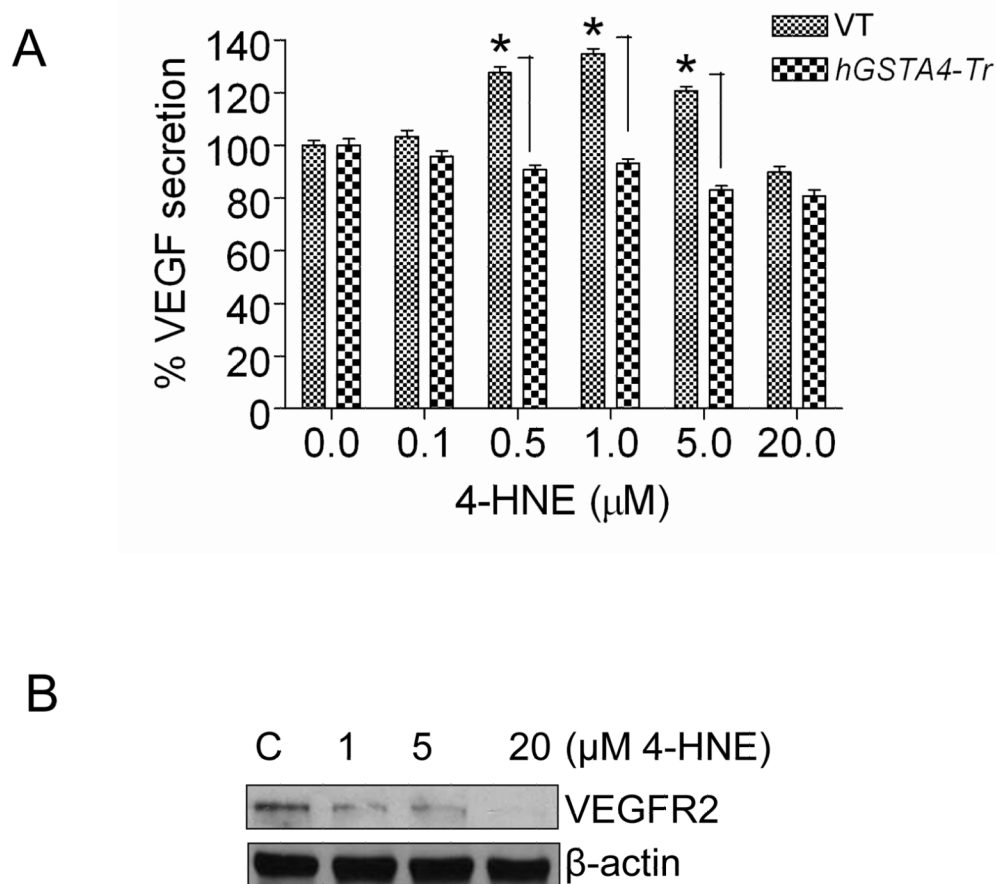 A
% VEGF secretion
140
120
100
80
60
40
20
0
* * *
VT
hGSTA4-Tr
0.0 0.1 0.5 1.0 5.0 20.0
4-HNE (μM)
B
C 1 5 20 (μM 4-HNE)
VEGFR2
β-actin